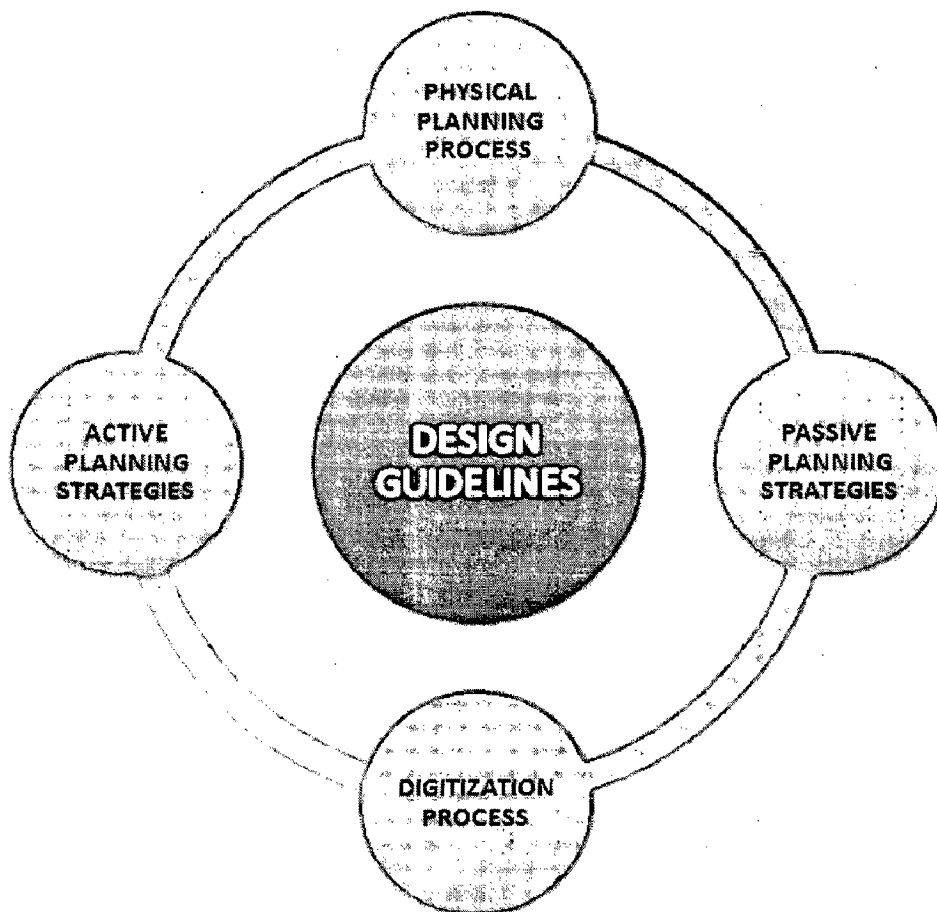 PHYSICAL
PLANNING
PROCESS
ACTIVE
PLANNING
STRATEGIES
DESIGN
GUIDELINES
PASSIVE
PLANNING
STRATEGIES
DIGITIZATION
PROCESS